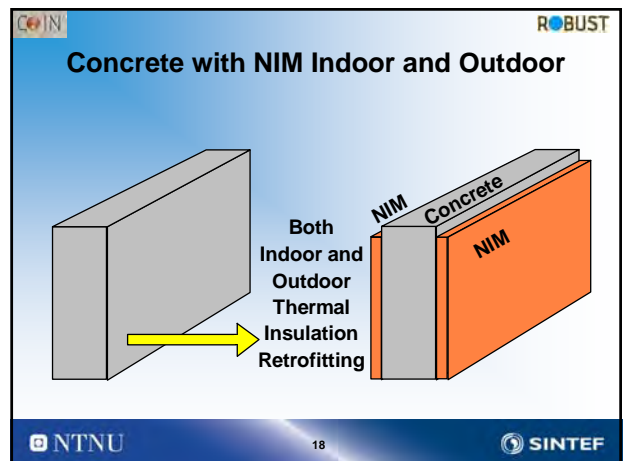 COIN
ROBUST
Concrete with NIM Indoor and Outdoor
NIM
Concrete
NIM
Both
Indoor and
Outdoor
Thermal
Insulation
Retrofitting
NTNU
18
SINTEF